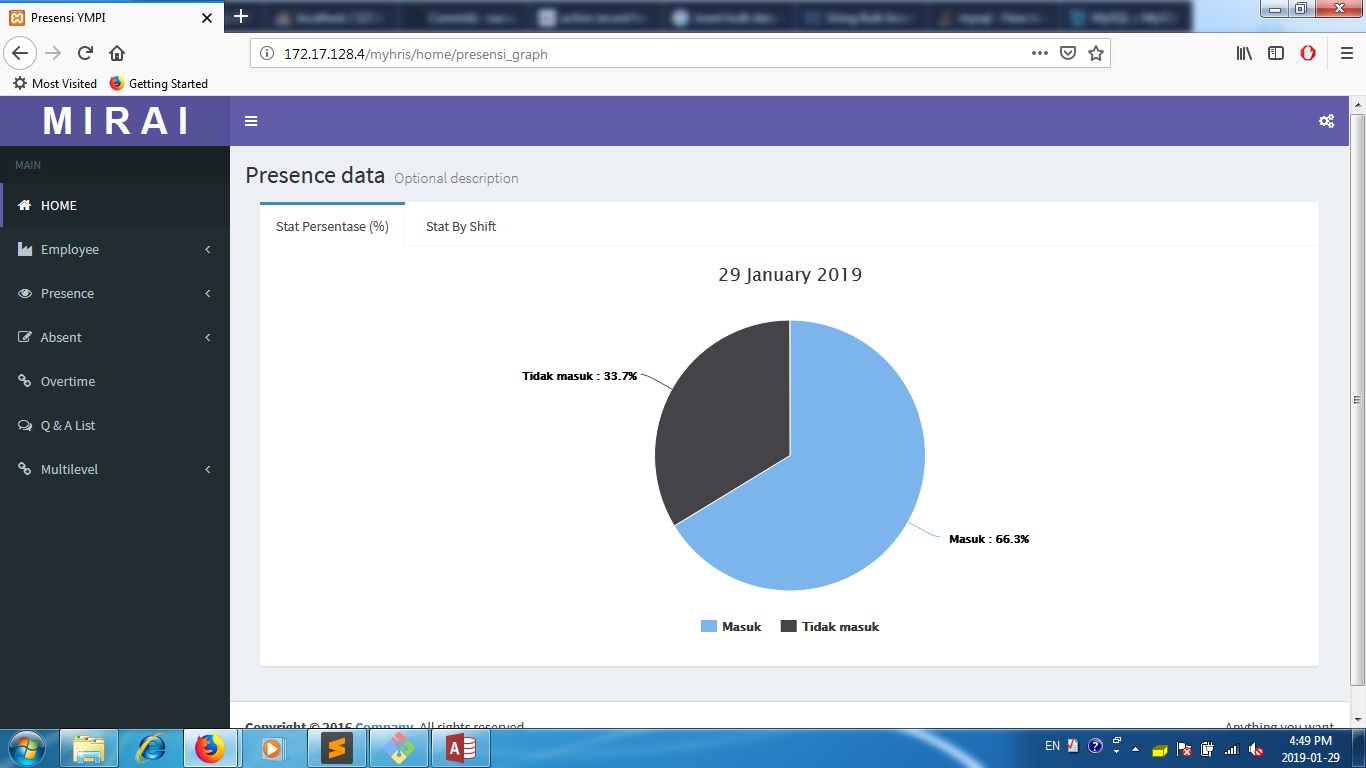 Presensi YMPI
172.17.128.4/myhris/home/presensi_graph
Most Visited Getting Started
MIRAI
MAIN
HOME
Employee
Presence
Absent
Overtime
Q & A List
Multilevel
Presence data Optional description
Stat Persentase (%) Stat By Shift
29 January 2019
Tidak masuk : 33.7%
Masuk : 66.3%
Masuk Tidak masuk
Copyright © 2016 Company. All rights reserved.
Anything you want
EN
4:49 PM
2019-01-29